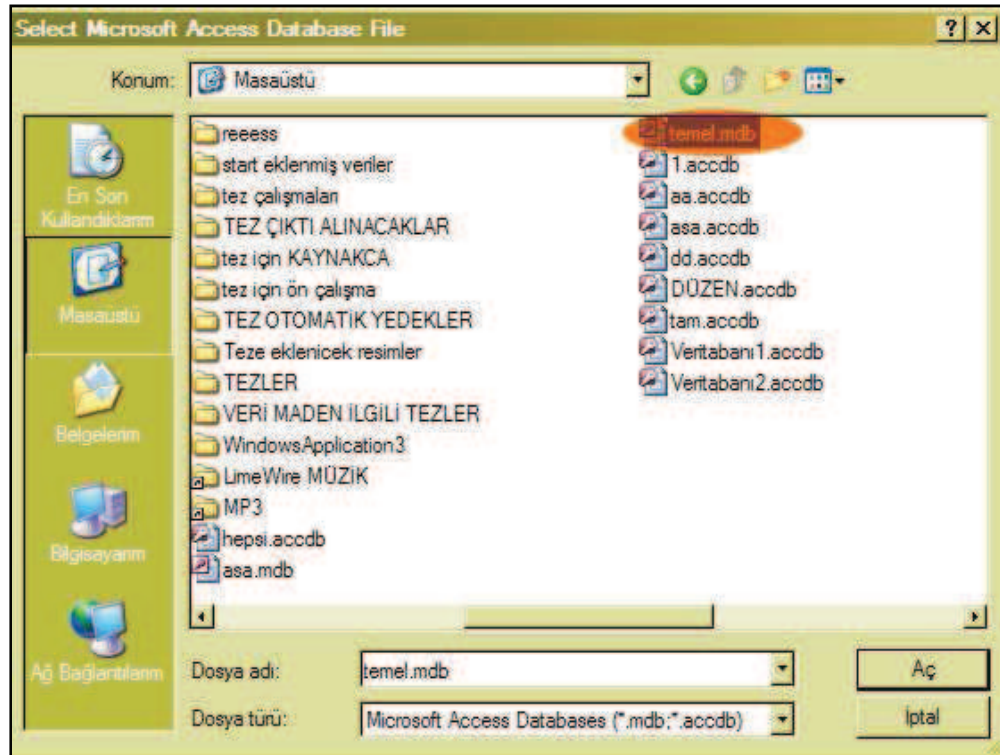 Select Microsoft Access Database File
Konum:
Masaüstü
En Son
Kullandıklarım
Masaüstü
Belgelerim
Bilgisayarım
Ağ Bağlantılarım
reeess
start eklenmiş veriler
tez çalışmaları
TEZ ÇIKTI ALINACAKLAR
tez için KAYNAKCA
tez için ön çalışma
TEZ OTOMATİK YEDEKLER
Teze eklenicek resimler
TEZLER
VERİ MADEN İLGİLİ TEZLER
WindowsApplication3
LimeWire MÜZİK
MP3
hepsi.accdb
asa.mdb
temel.mdb
1.accdb
aa.accdb
asa.accdb
dd.accdb
DÜZEN.accdb
tam.accdb
Veritabanı1.accdb
Veritabanı2.accdb
Dosya adı:
temel.mdb
Aç
Dosya türü:
Microsoft Access Databases (*.mdb;*.accdb)
İptal